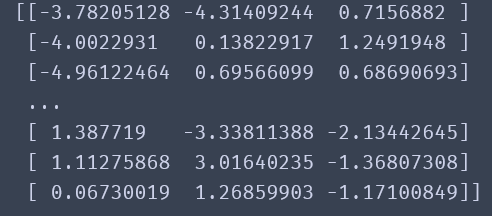 [[-3.78205128 -4.31409244  0.7156882 ]
 [-4.0022931   0.13822917  1.2491948 ]
 [-4.96122464  0.69566099  0.68690693]
 ...
 [ 1.387719   -3.33811388 -2.13442645]
 [ 1.11275868  3.01640235 -1.36807308]
 [ 0.06730019  1.26859903 -1.17100849]]